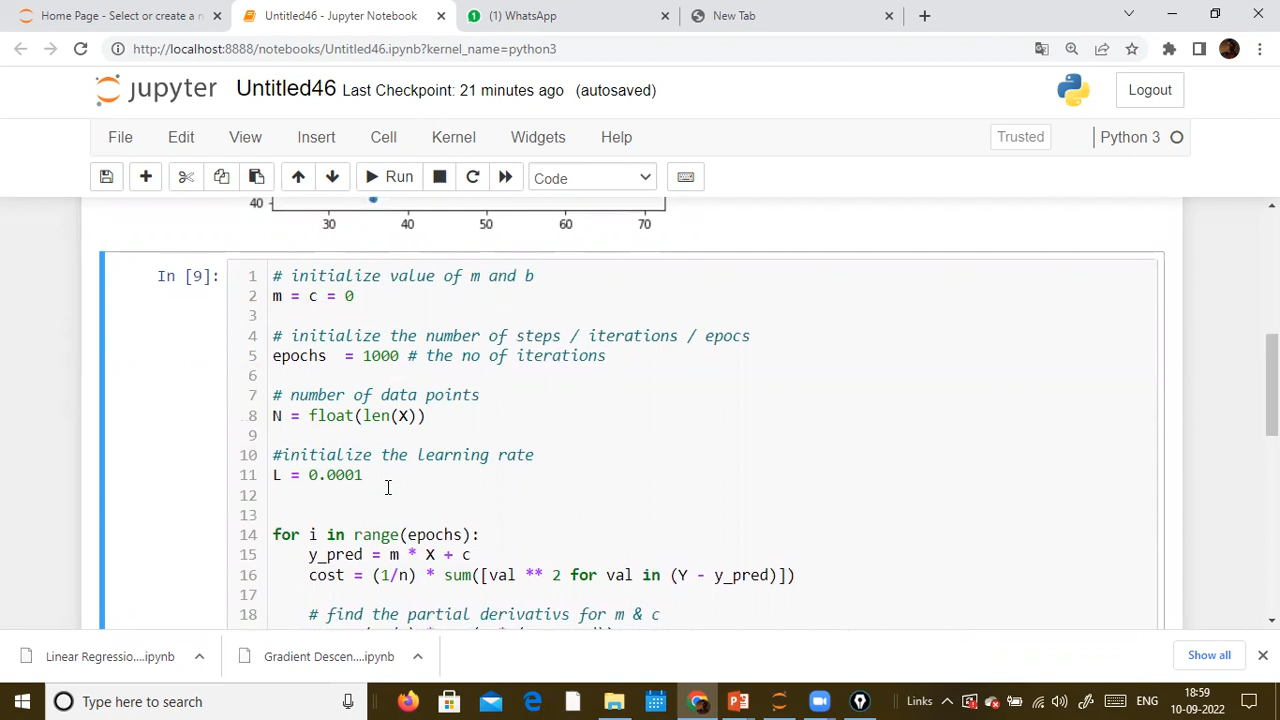 Home Page - Select or create a n
Untitled46 - Jupyter Notebook
(1) WhatsApp
New Tab
http://localhost:8888/notebooks/Untitled46.ipynb?kernel_name=python3
jupyter Untitled46 Last Checkpoint: 21 minutes ago (autosaved)
Logout
File Edit View Insert Cell Kernel Widgets Help
Trusted
Python 3
Run
Code
40
30 40 50 60 70
In [9]:
1 # initialize value of m and b
2 m = c = 0
3
4 # initialize the number of steps / iterations / epocs
5 epochs  = 1000 # the no of iterations
6
7 # number of data points
8 N = float(len(X))
9
10 #initialize the learning rate
11 L = 0.0001
12
13
14 for i in range(epochs):
15     y_pred = m * X + c
16     cost = (1/n) * sum([val ** 2 for val in (Y - y_pred)])
17
18     # find the partial derivativs for m & c
Linear Regressio....ipynb
Gradient Descen....ipynb
Show all
Type here to search
Links
ENG
18:59
10-09-2022